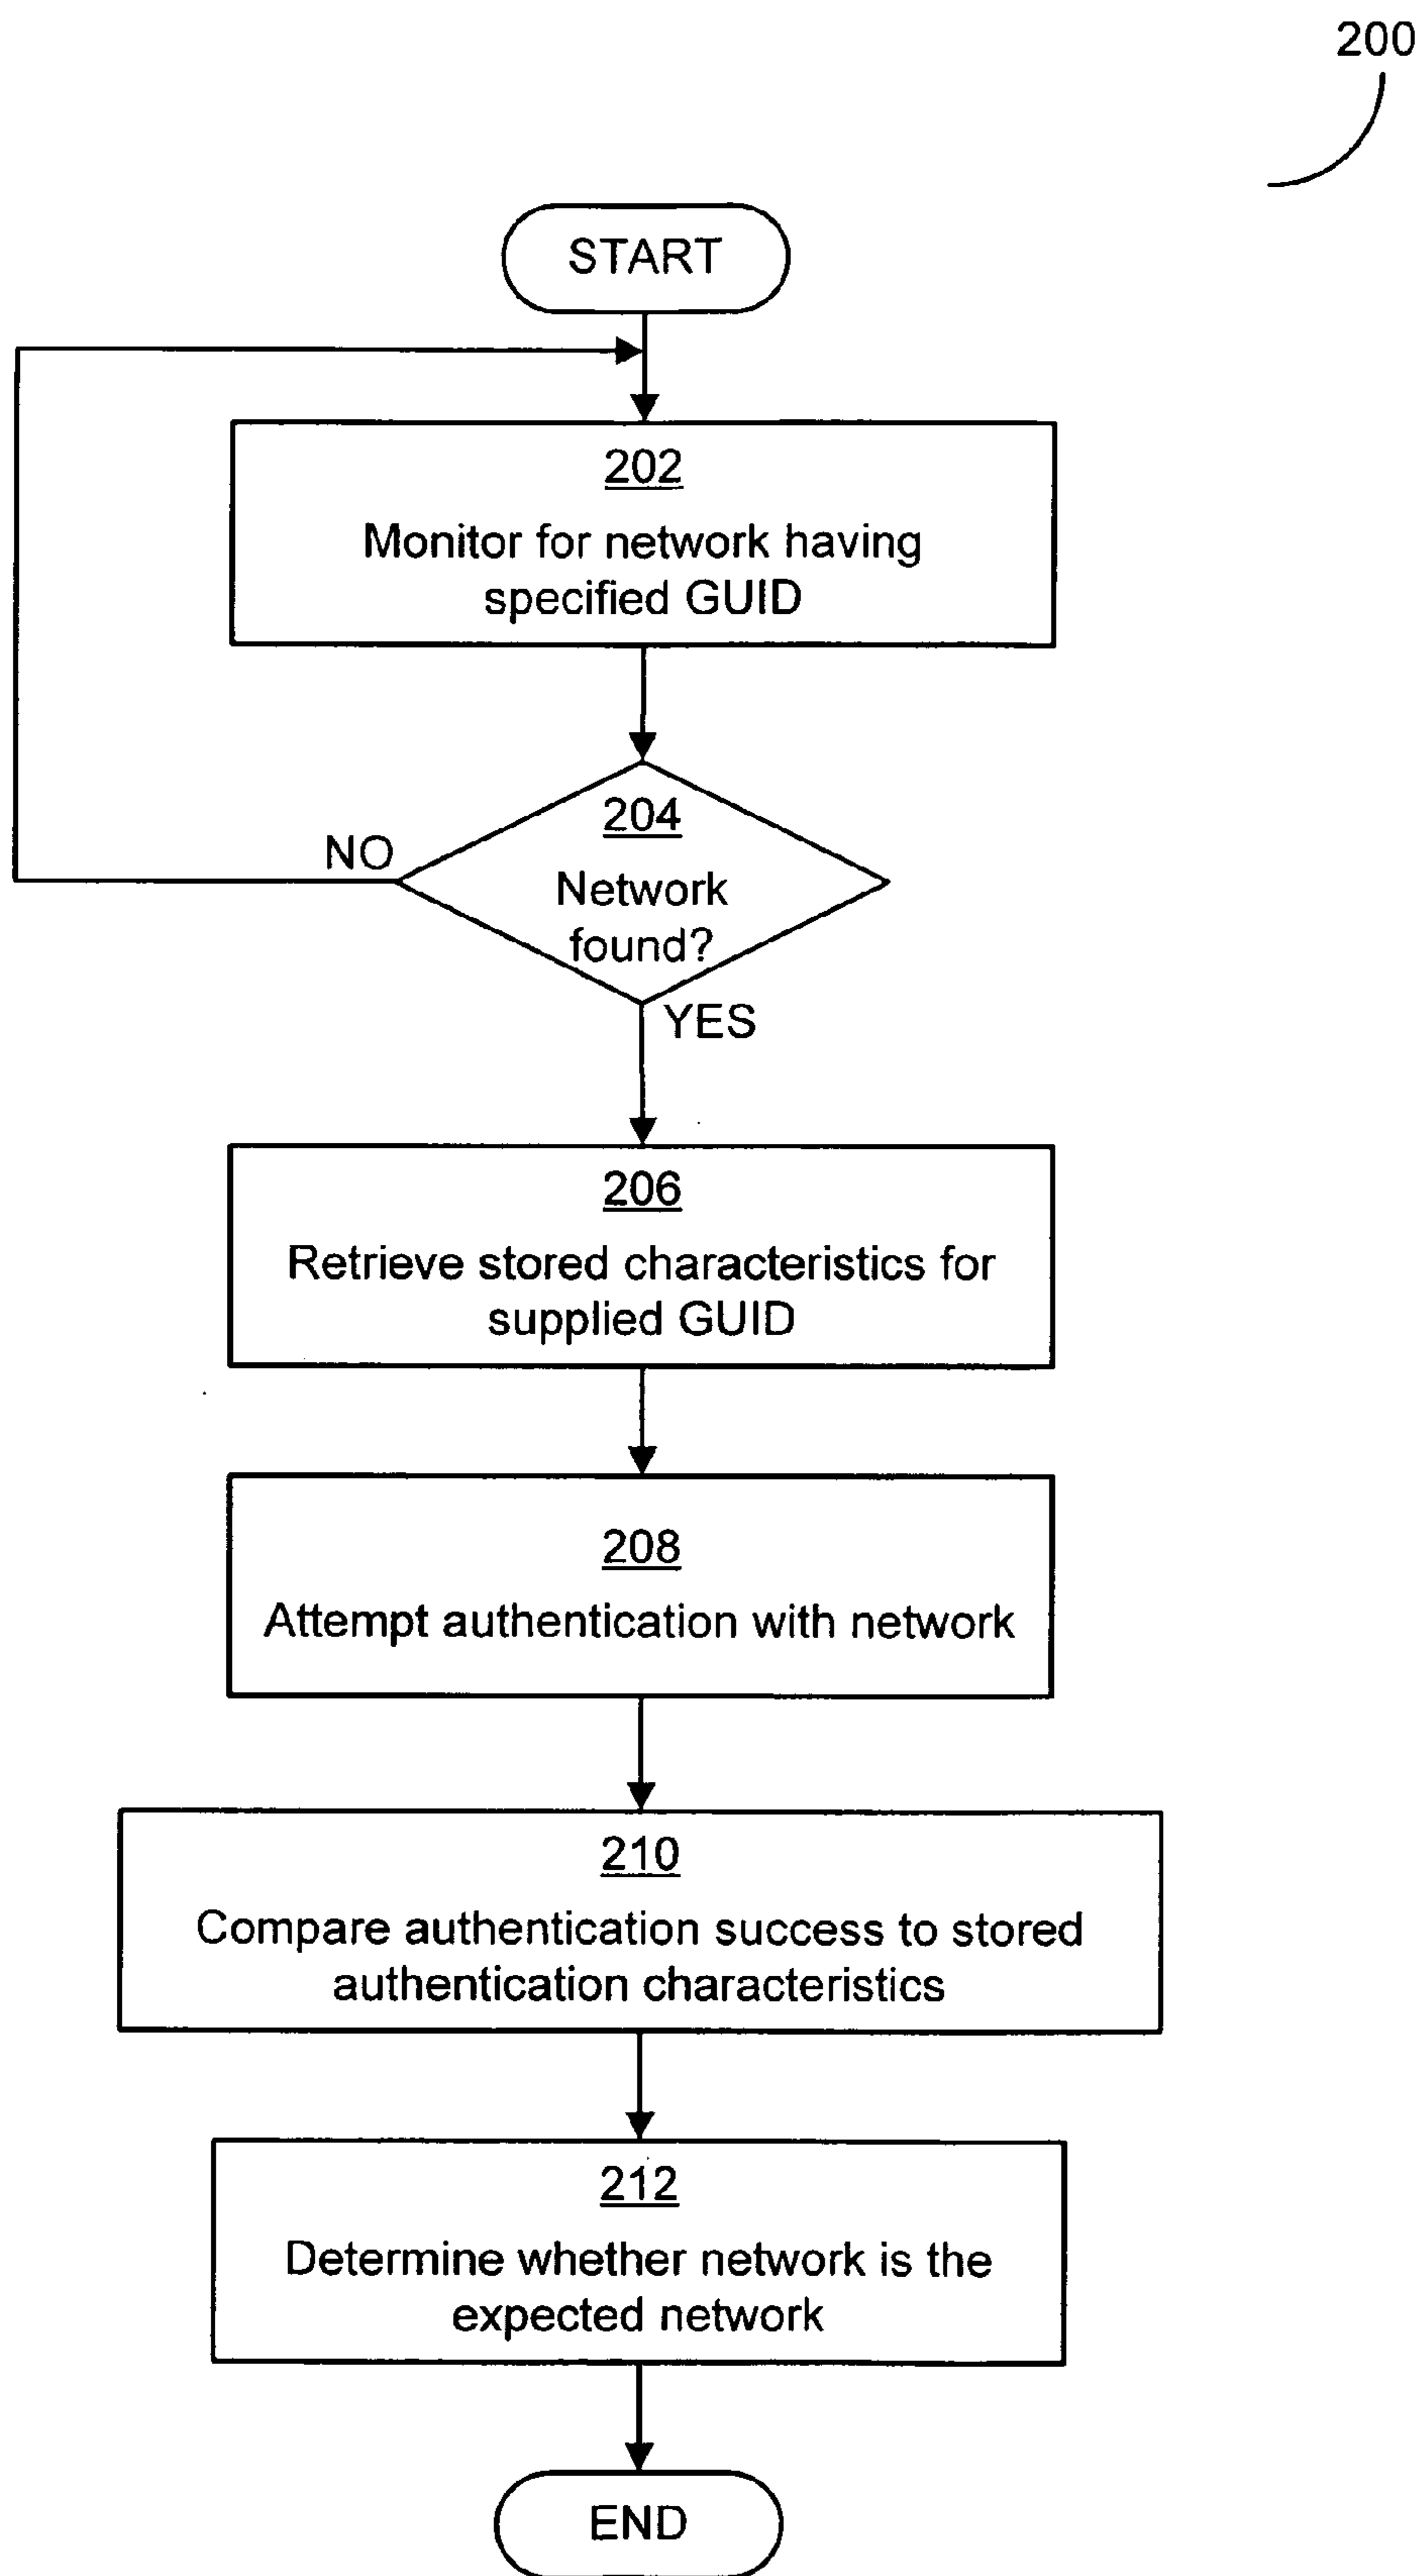 200
START
202
Monitor for network having
specified GUID
204
NO
Network
found?
YES
206
Retrieve stored characteristics for
supplied GUID
208
Attempt authentication with network
210
Compare authentication success to stored
authentication characteristics
212
Determine whether network is the
expected network
END